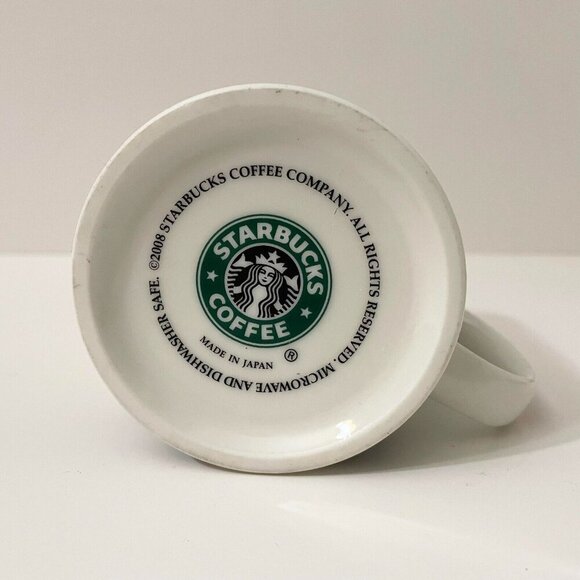 ©2008 STARBUCKS COFFEE COMPANY. ALL RIGHTS RESERVED. MICROWAVE AND DISHWASHER SAFE.
STARBUCKS
COFFEE
®
MADE IN JAPAN